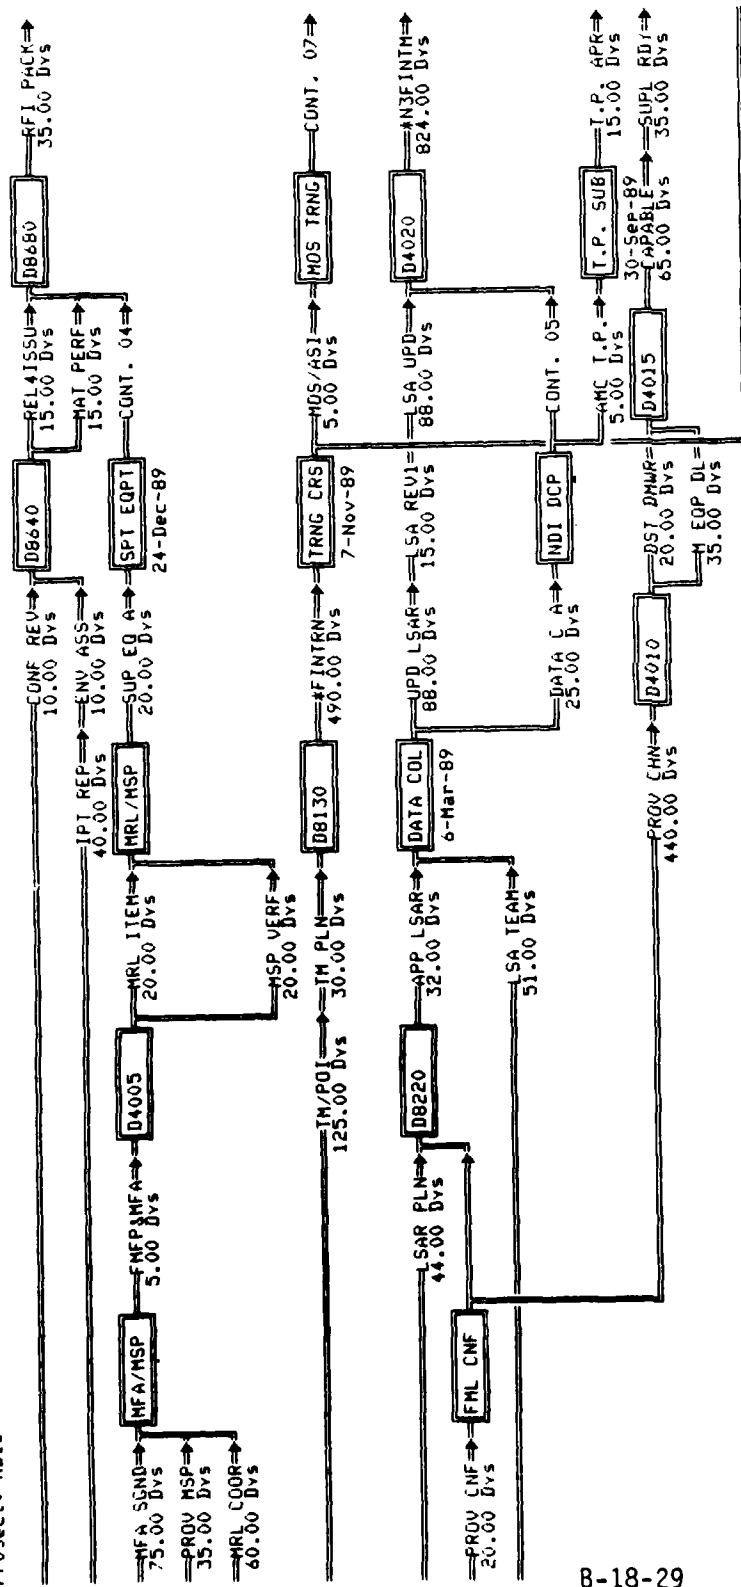 CONF REV
10.00 Dys
D8640
REL4ISSU
15.00 Dys
MAT PERF
15.00 Dys
D8680
RFI PACK
35.00 Dys
IPT REP
40.00 Dys
ENV ASS
10.00 Dys
MFA SGND
75.00 Dys
PROV MSP
35.00 Dys
MRL COOR
60.00 Dys
MFA/MSP
FMFP&MFA
5.00 Dys
D4005
MRL ITEM
20.00 Dys
MSP VERF
20.00 Dys
MRL/MSP
SUP EQ A
20.00 Dys
SPT EQPT
24-Dec-89
CONT. 04
TM/POI
125.00 Dys
TM PLN
30.00 Dys
D8130
*FINTRN
490.00 Dys
TRNG CRS
7-Nov-89
MOS/ASI
5.00 Dys
MOS TRNG
CONT. 07
LSAR PLN
44.00 Dys
D8220
APP LSAR
32.00 Dys
DATA COL
6-Mar-89
UPD LSAR
88.00 Dys
LSA REV1
15.00 Dys
LSA UPD
88.00 Dys
D4020
*N3FINTM
824.00 Dys
PROV CNF
20.00 Dys
FML CNF
LSA TEAM
51.00 Dys
DATA C A
25.00 Dys
NDI DCP
CONT. 05
AMC T.P.
5.00 Dys
T.P. SUB
T.P. APR
15.00 Dys
PROV CHN
440.00 Dys
D4010
DST DMWR
20.00 Dys
M EQP DL
35.00 Dys
D4015
30-Sep-89
CAPABLE
65.00 Dys
SUPL RDY
35.00 Dys
B-18-29